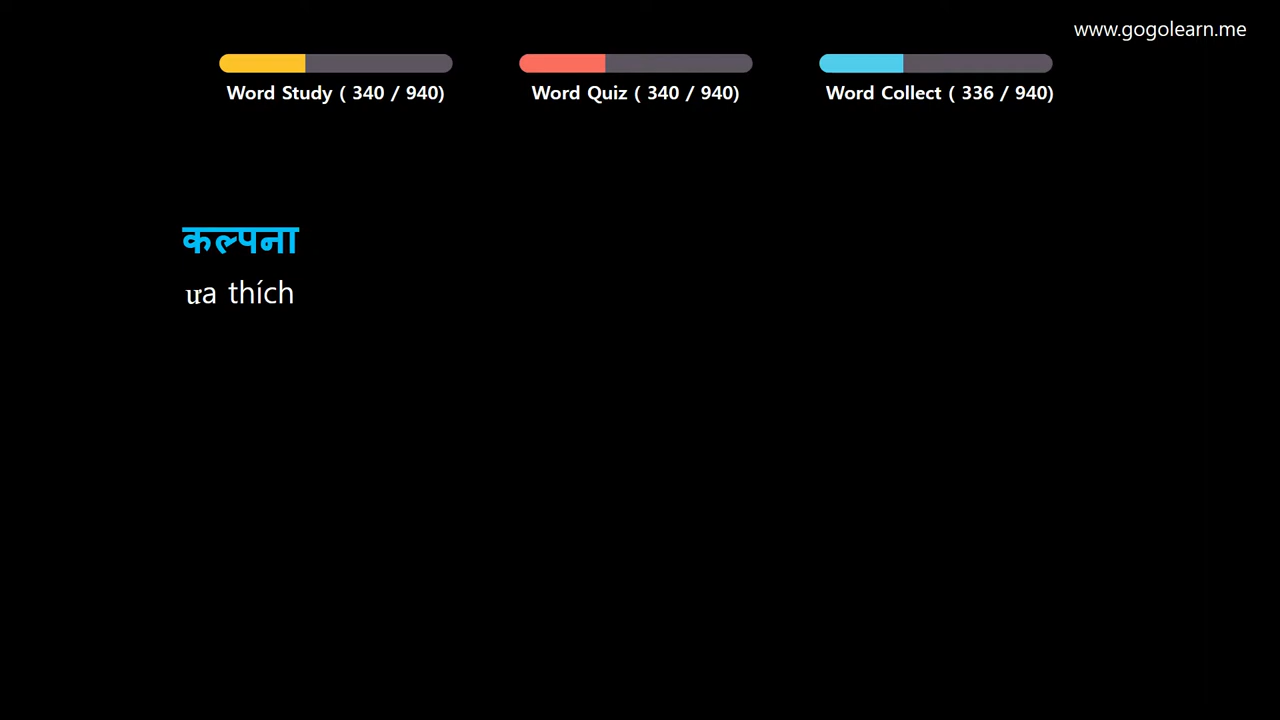 www.gogolearn.me
Word Study ( 340 / 940)
Word Quiz ( 340 / 940)
Word Collect ( 336 / 940)
कल्पना
ưa thích